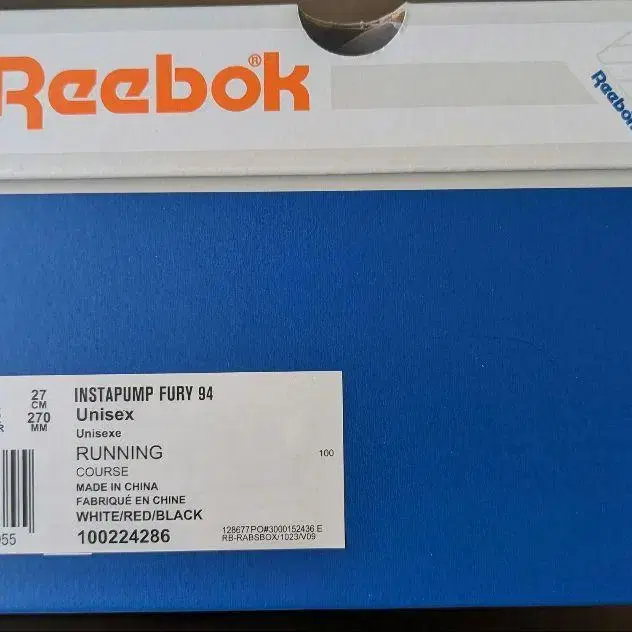 Reebok®
Reebok
27
CM
270
MM
INSTAPUMP FURY 94
Unisex
Unisexe
RUNNING
100
COURSE
MADE IN CHINA
FABRIQUÉ EN CHINE
WHITE/RED/BLACK
100224286
128677PO#3000152436 E
RB-RABSBOX/1023/V09